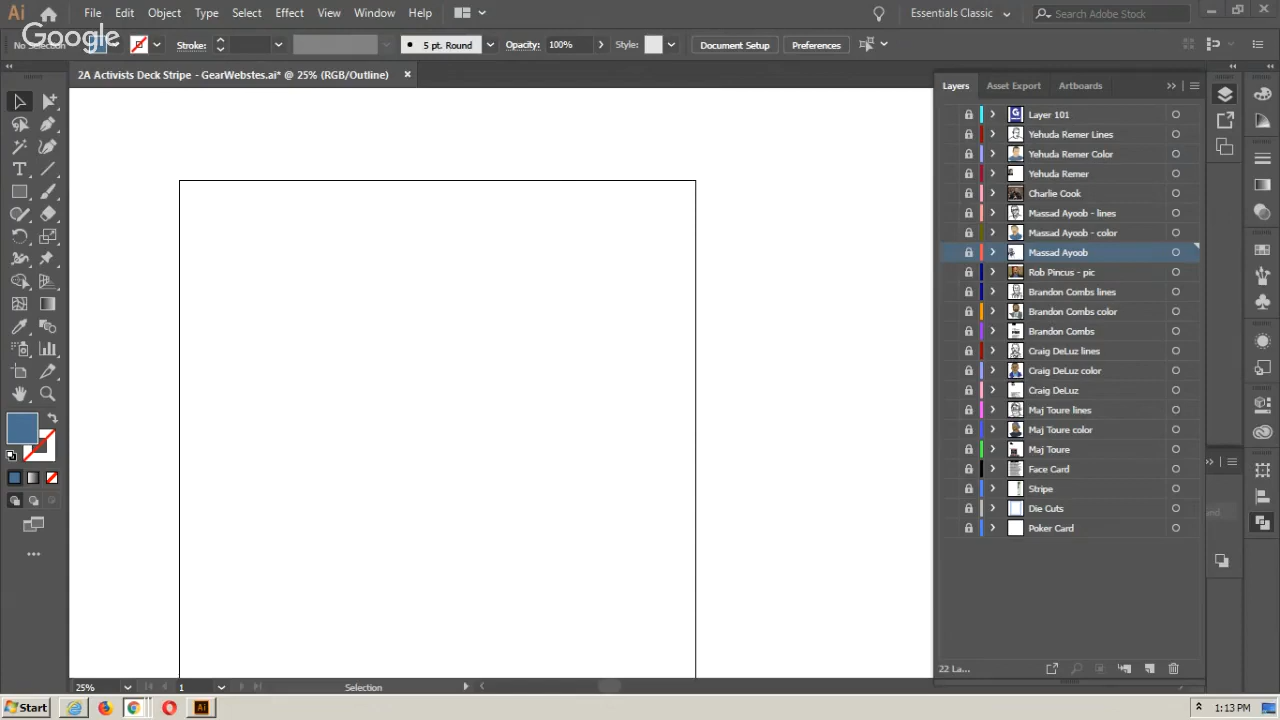 Ai File Edit Object Type Select Effect View Window Help Essentials Classic Search Adobe Stock
Google
No Selection Stroke: 5 pt. Round Opacity: 100% Style: Document Setup Preferences
2A Activists Deck Stripe - GearWebstes.ai* @ 25% (RGB/Outline) ×
Layers Asset Export Artboards
Layer 101
Yehuda Remer Lines
Yehuda Remer Color
Yehuda Remer
Charlie Cook
Massad Ayoob - lines
Massad Ayoob - color
Massad Ayoob
Rob Pincus - pic
Brandon Combs lines
Brandon Combs color
Brandon Combs
Craig DeLuz lines
Craig DeLuz color
Craig DeLuz
Maj Toure lines
Maj Toure color
Maj Toure
Face Card
Stripe
Die Cuts
Poker Card
22 La...
25% 1 Selection
Start Ai 1:13 PM